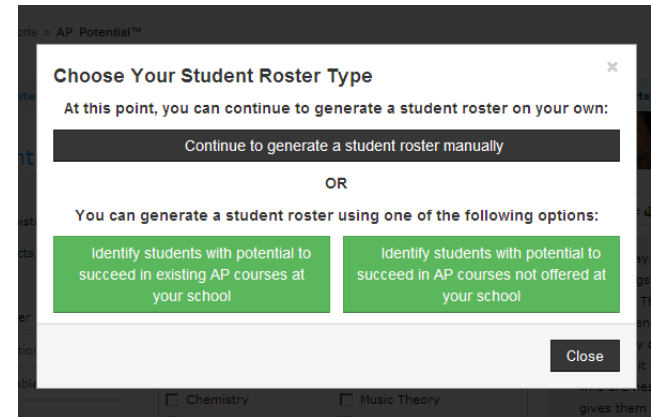 > AP Potential™
Choose Your Student Roster Type
×
At this point, you can continue to generate a student roster on your own:
Continue to generate a student roster manually
OR
You can generate a student roster using one of the following options:
Identify students with potential to
succeed in existing AP courses at
your school
Identify students with potential to
succeed in AP courses not offered at
your school
Close
Chemistry
Music Theory
gives them